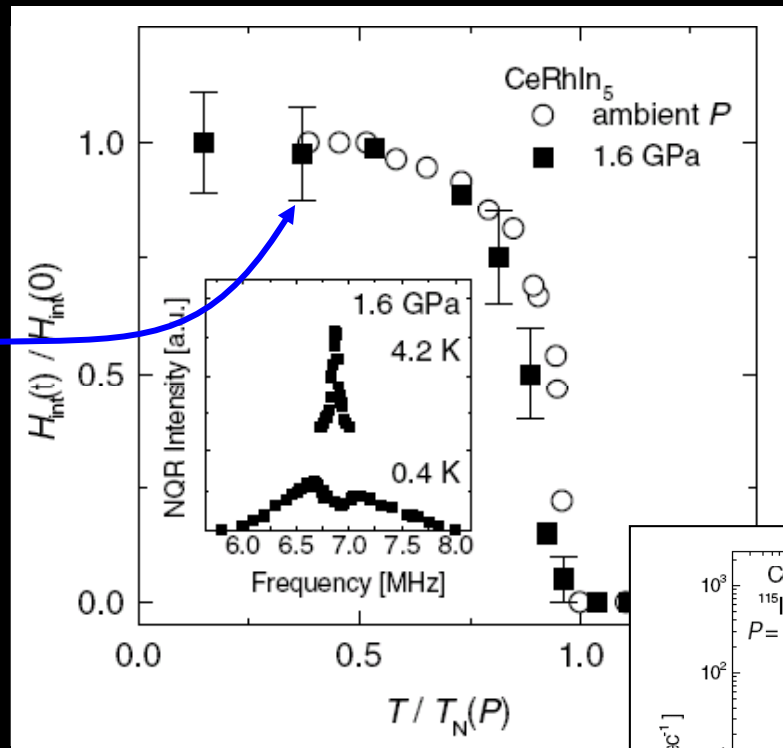 CeRhIn5
ambient P
1.6 GPa
1.0
0.5
0.0
Hint(t) / Hint(0)
1.6 GPa
4.2 K
0.4 K
NQR Intensity [a.u.]
6.0 6.5 7.0 7.5 8.0
Frequency [MHz]
0.0 0.5 1.0
T / TN(P)
10³
C
¹¹⁵I
P=
10²